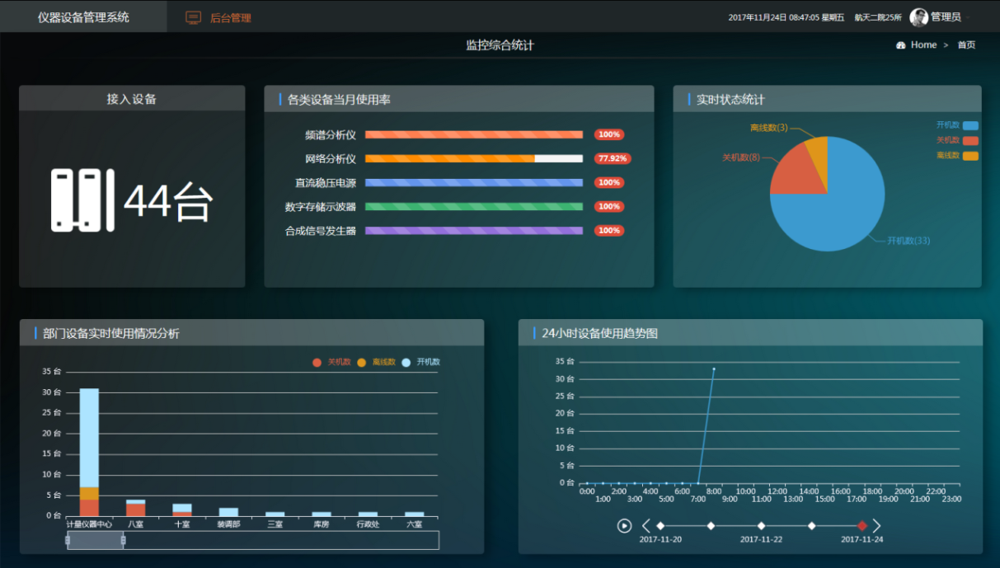 仪器设备管理系统
后台管理
2017年11月24日 08:47:05 星期五 航天二院25所 管理员
监控综合统计
Home > 首页
接入设备
44台
各类设备当月使用率
频谱分析仪 100%
网络分析仪 77.92%
直流稳压电源 100%
数字存储示波器 100%
合成信号发生器 100%
实时状态统计
开机数
关机数
离线数
离线数(3)
关机数(8)
开机数(33)
部门设备实时使用情况分析
关机数 离线数 开机数
35 台
30 台
25 台
20 台
15 台
10 台
5 台
0 台
计量仪器中心 八室 十室 装调部 三室 库房 行政处 六室
24小时设备使用趋势图
35 台
30 台
25 台
20 台
15 台
10 台
5 台
0 台
0:00 2:00 4:00 6:00 8:00 10:00 12:00 14:00 16:00 18:00 20:00 22:00
1:00 3:00 5:00 7:00 9:00 11:00 13:00 15:00 17:00 19:00 21:00 23:00
2017-11-20 2017-11-22 2017-11-24